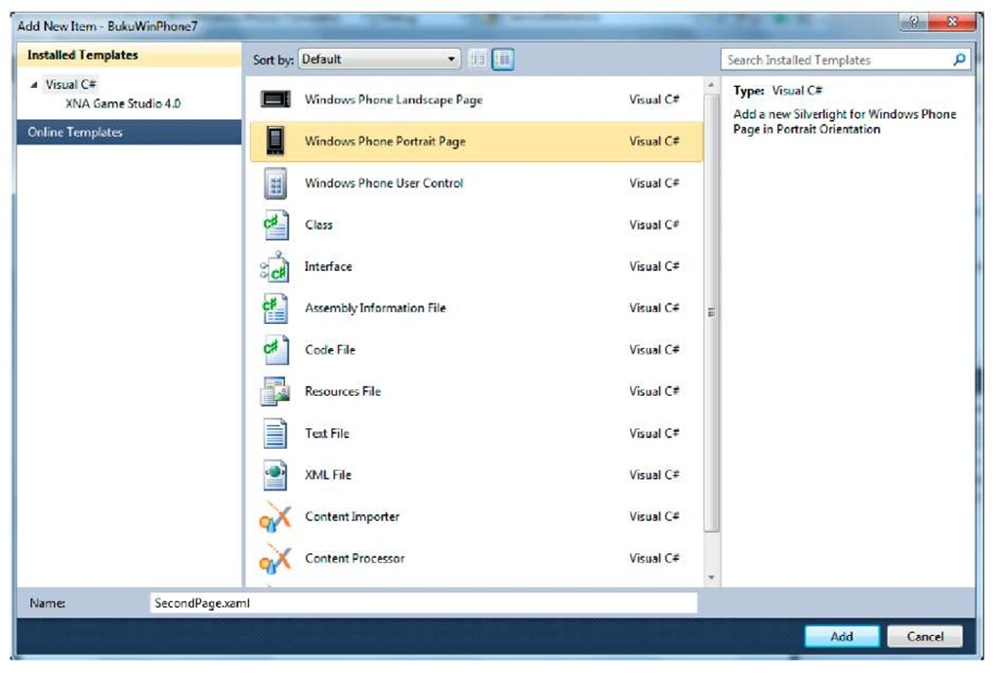 Add New Item - BukuWinPhone7
Installed Templates
Sort by: Default
Search Installed Templates
Visual C#
XNA Game Studio 4.0
Online Templates
Windows Phone Landscape Page Visual C#
Windows Phone Portrait Page Visual C#
Windows Phone User Control Visual C#
Class Visual C#
Interface Visual C#
Assembly Information File Visual C#
Code File Visual C#
Resources File Visual C#
Text File Visual C#
XML File Visual C#
Content Importer Visual C#
Content Processor Visual C#
Type: Visual C#
Add a new Silverlight for Windows Phone
Page in Portrait Orientation
Name: SecondPage.xaml
Add Cancel